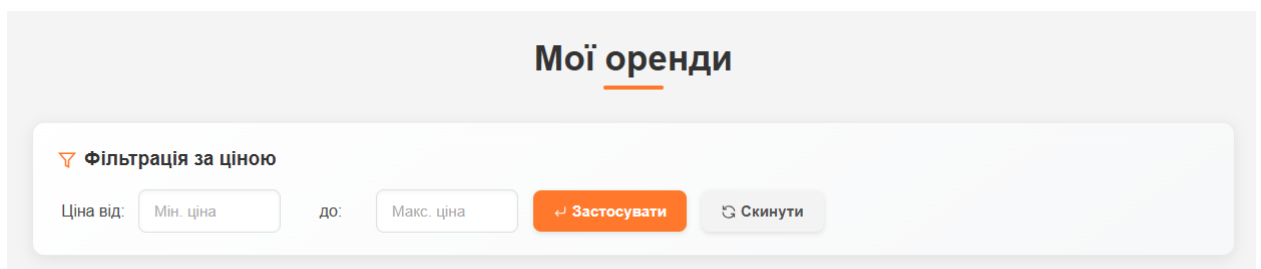 Мої оренди
Фільтрація за ціною
Ціна від: Мін. ціна до: Макс. ціна Застосувати Скинути